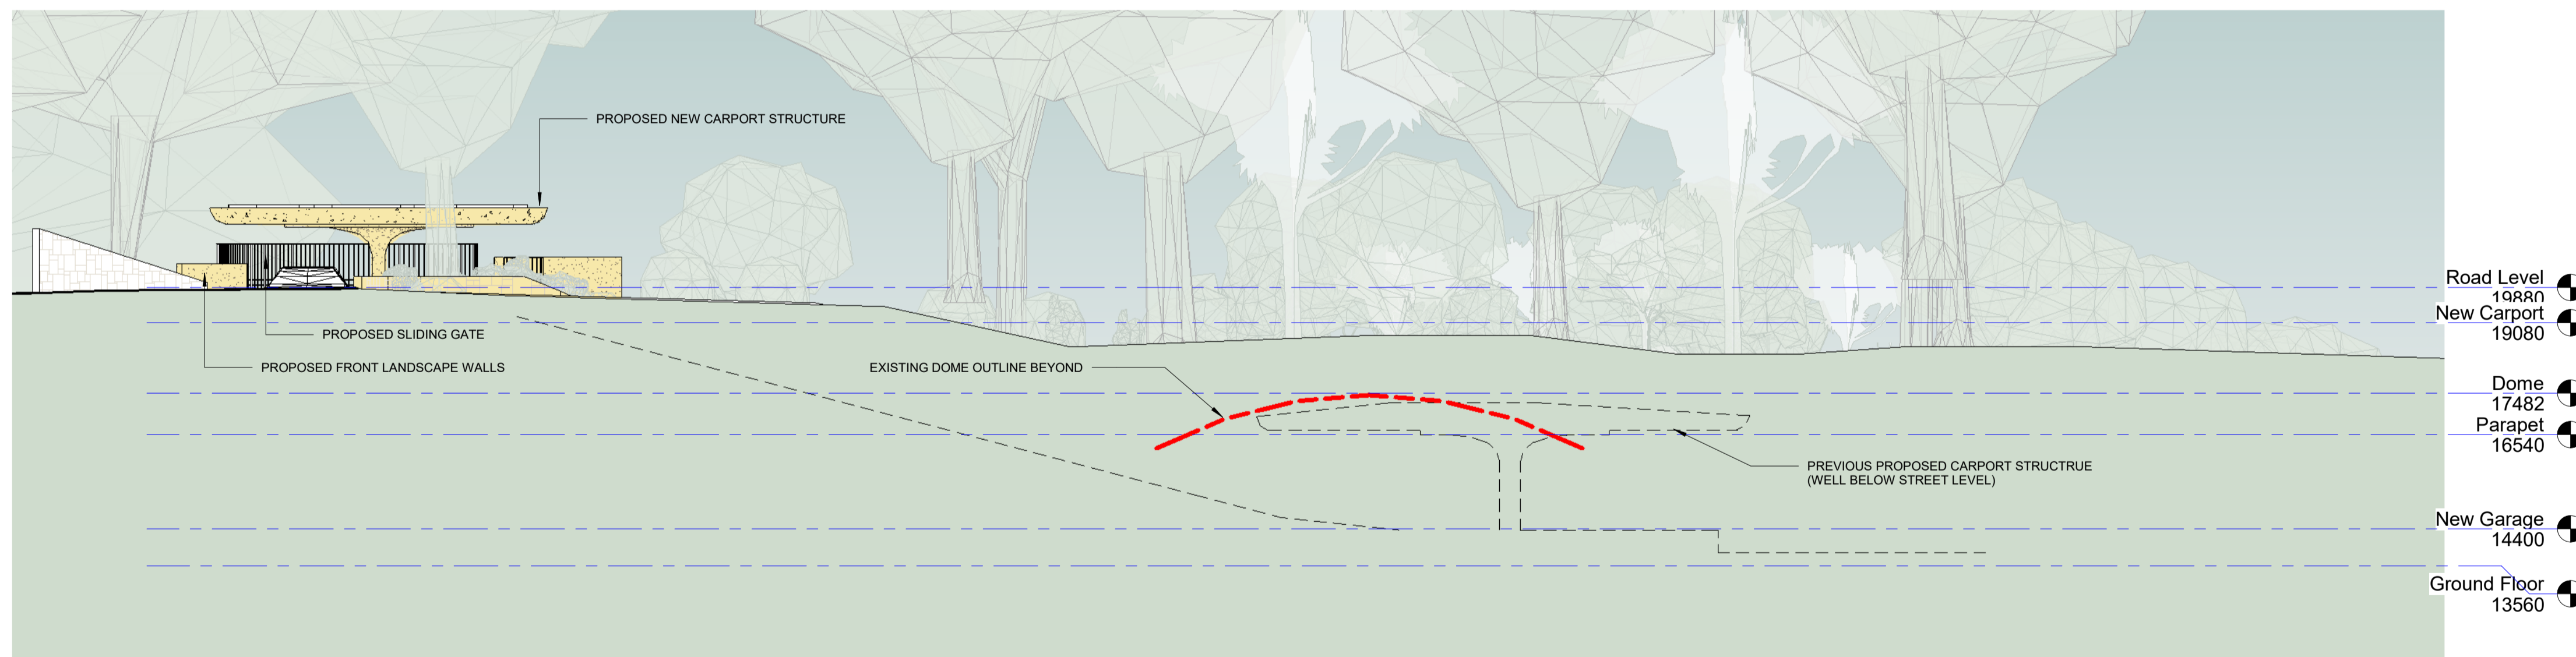 PROPOSED NEW CARPORT STRUCTURE
PROPOSED SLIDING GATE
PROPOSED FRONT LANDSCAPE WALLS
EXISTING DOME OUTLINE BEYOND
PREVIOUS PROPOSED CARPORT STRUCTRUE
(WELL BELOW STREET LEVEL)
Road Level
19880
New Carport
19080
Dome
17482
Parapet
16540
New Garage
14400
Ground Floor
13560